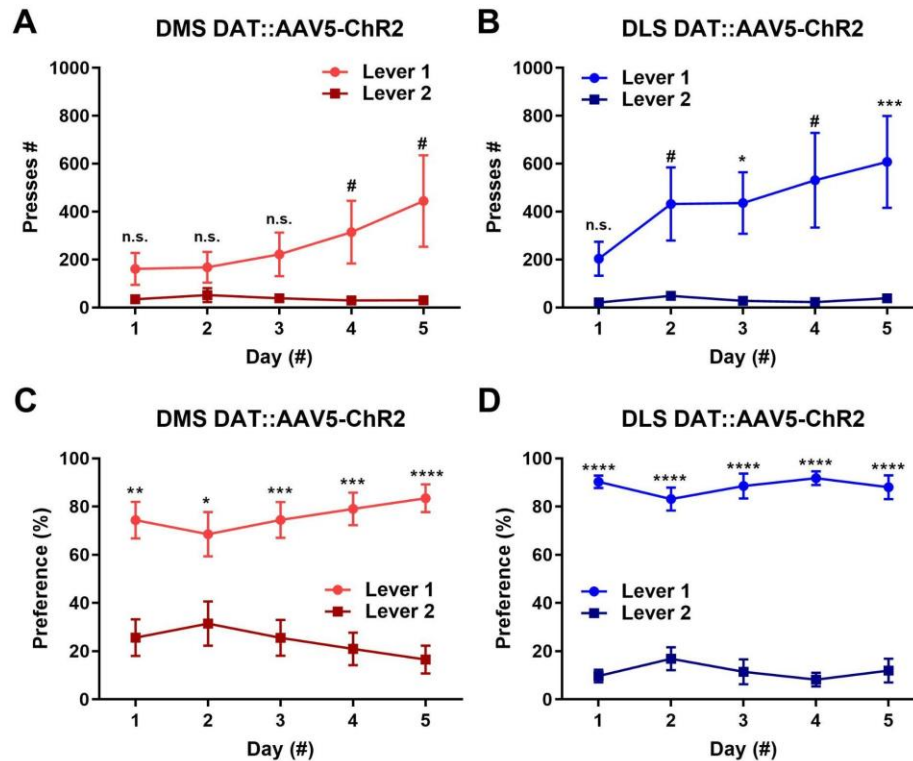 A
DMS DAT::AAV5-ChR2
Presses #
1000
800
600
400
200
0
Lever 1
Lever 2
n.s.
n.s.
n.s.
#
#
1 2 3 4 5
Day (#)
B
DLS DAT::AAV5-ChR2
Presses #
1000
800
600
400
200
0
Lever 1
Lever 2
n.s.
#
*
#
***
1 2 3 4 5
Day (#)
C
DMS DAT::AAV5-ChR2
Preference (%)
100
80
60
40
20
0
**
*
***
***
****
Lever 1
Lever 2
1 2 3 4 5
Day (#)
D
DLS DAT::AAV5-ChR2
Preference (%)
100
80
60
40
20
0
****
****
****
****
****
Lever 1
Lever 2
1 2 3 4 5
Day (#)